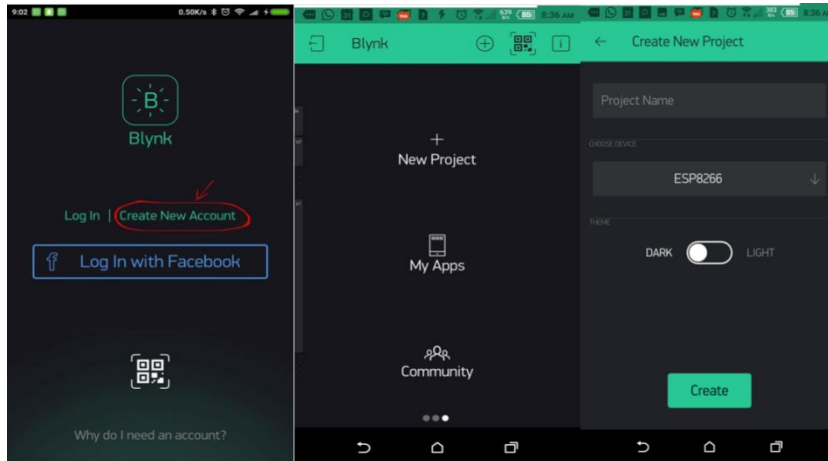 9:02
0.50K/s
B
Blynk
Log In | Create New Account
f Log In with Facebook
Why do I need an account?
8:36 AM
Blynk
New Project
My Apps
Community
Create New Project
Project Name
CHOOSE DEVICE
ESP8266
THEME
DARK
LIGHT
Create